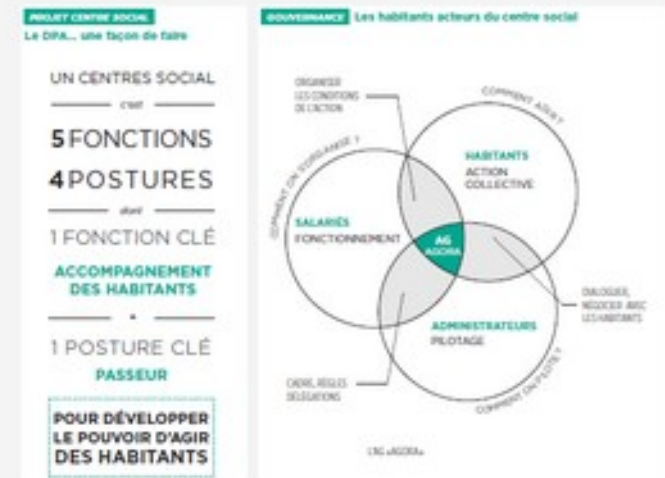 PROJET CENTRE SOCIAL
Le DPA... une façon de faire
UN CENTRES SOCIAL
c'est
5 FONCTIONS
4 POSTURES
dont
1 FONCTION CLÉ
ACCOMPAGNEMENT
DES HABITANTS
1 POSTURE CLÉ
PASSEUR
POUR DÉVELOPPER
LE POUVOIR D'AGIR
DES HABITANTS
GOUVERNANCE Les habitants acteurs du centre social
ORGANISER
LES CONDITIONS
DE L'ACTION
COMMENT AGIR ?
COMMENT ON S'ORGANISE ?
HABITANTS
ACTION
COLLECTIVE
SALARIÉS
FONCTIONNEMENT
AG
AGORA
DIALOGUER,
NÉGOCIER AVEC
LES HABITANTS
ADMINISTRATEURS
PILOTAGE
CADRE, RÈGLES
DÉLÉGATIONS
COMMENT ON PILOTE ?
L'AG «AGORA»